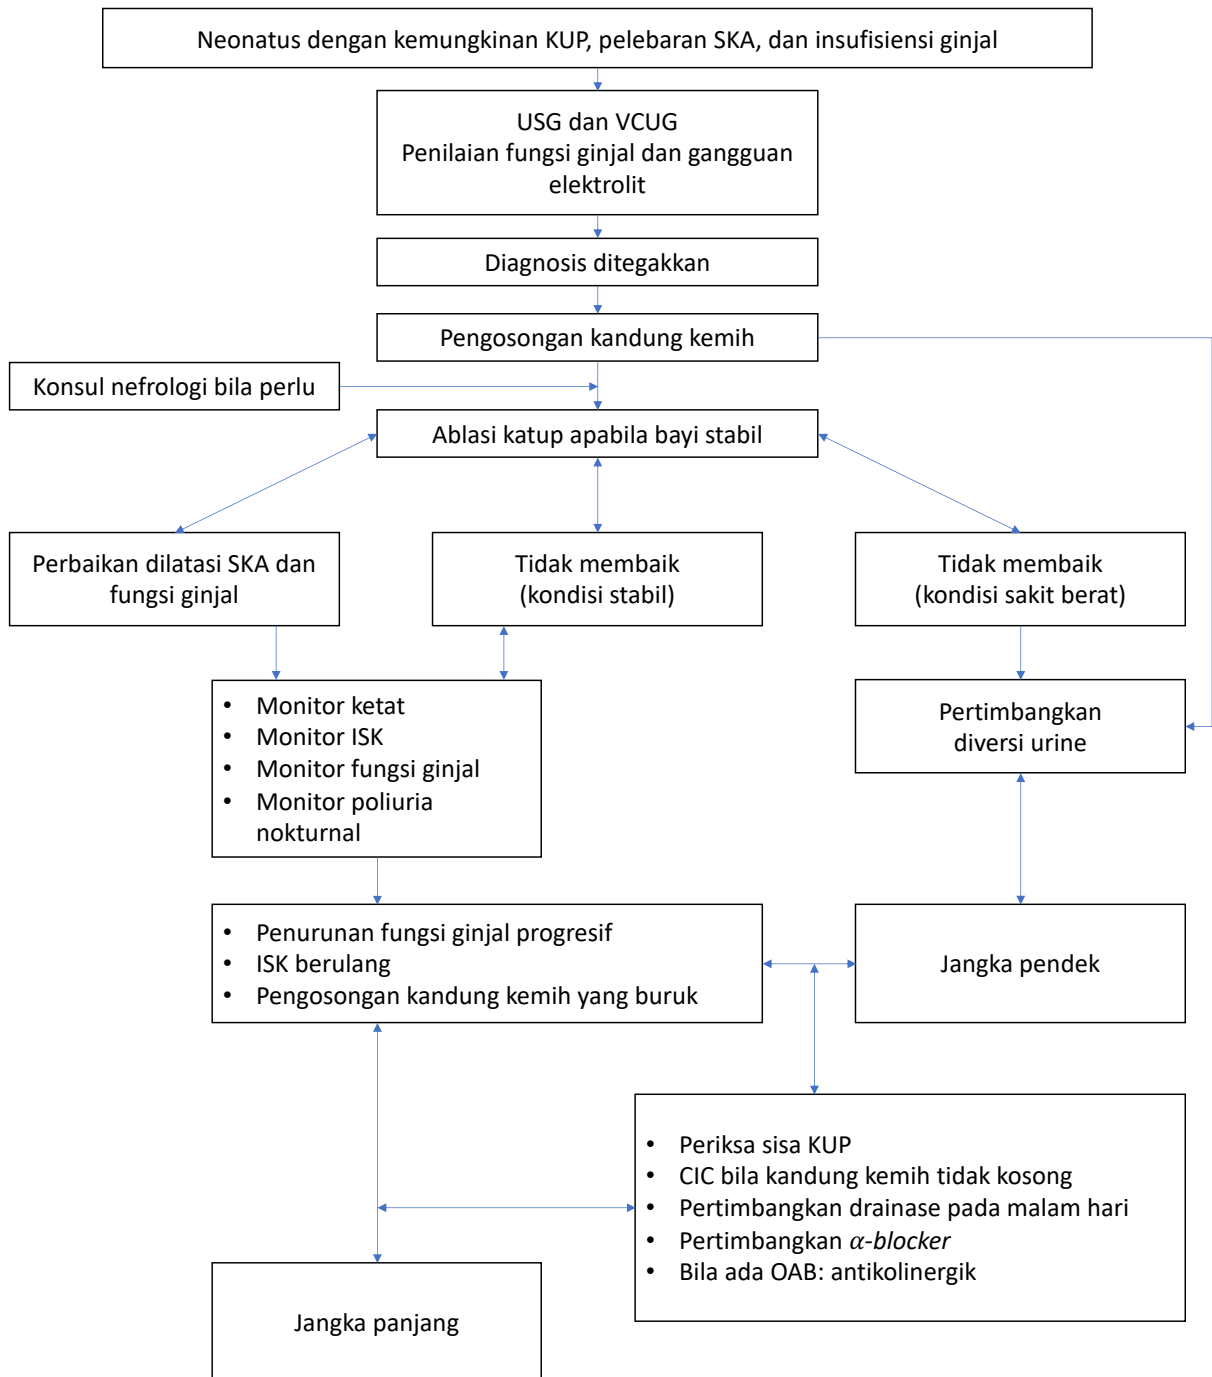 Neonatus dengan kemungkinan KUP, pelebaran SKA, dan insufisiensi ginjal
USG dan VCUG
Penilaian fungsi ginjal dan gangguan
elektrolit
Diagnosis ditegakkan
Pengosongan kandung kemih
Konsul nefrologi bila perlu
Ablasi katup apabila bayi stabil
Perbaikan dilatasi SKA dan
fungsi ginjal
Tidak membaik
(kondisi stabil)
Tidak membaik
(kondisi sakit berat)
• Monitor ketat
• Monitor ISK
• Monitor fungsi ginjal
• Monitor poliuria
nokturnal
Pertimbangkan
diversi urine
• Penurunan fungsi ginjal progresif
• ISK berulang
• Pengosongan kandung kemih yang buruk
Jangka pendek
• Periksa sisa KUP
• CIC bila kandung kemih tidak kosong
• Pertimbangkan drainase pada malam hari
• Pertimbangkan α-blocker
• Bila ada OAB: antikolinergik
Jangka panjang